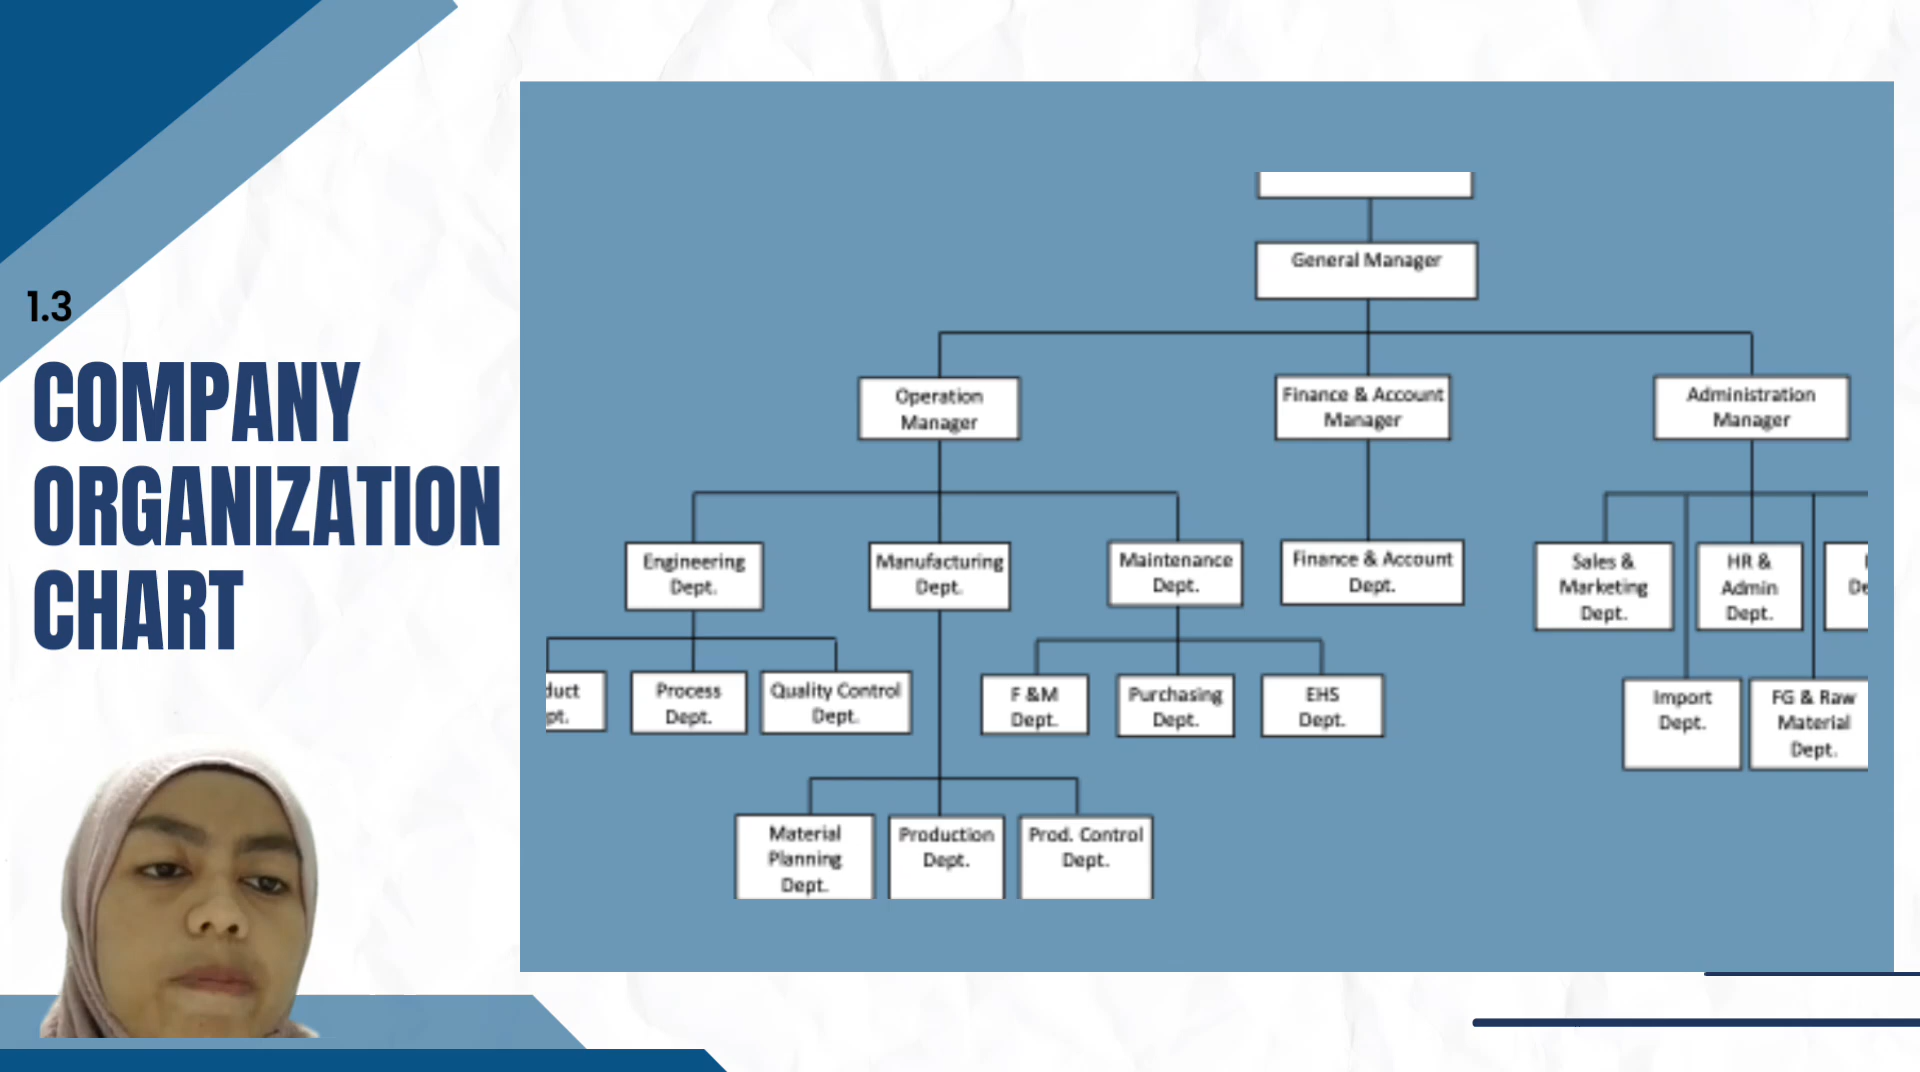 1.3
COMPANY
ORGANIZATION
CHART
General Manager
Operation
Manager
Finance & Account
Manager
Administration
Manager
Engineering
Dept.
Manufacturing
Dept.
Maintenance
Dept.
Finance & Account
Dept.
Sales &
Marketing
Dept.
HR &
Admin
Dept.
Process
Dept.
Quality Control
Dept.
F &M
Dept.
Purchasing
Dept.
EHS
Dept.
Import
Dept.
FG & Raw
Material
Dept.
Material
Planning
Dept.
Production
Dept.
Prod. Control
Dept.